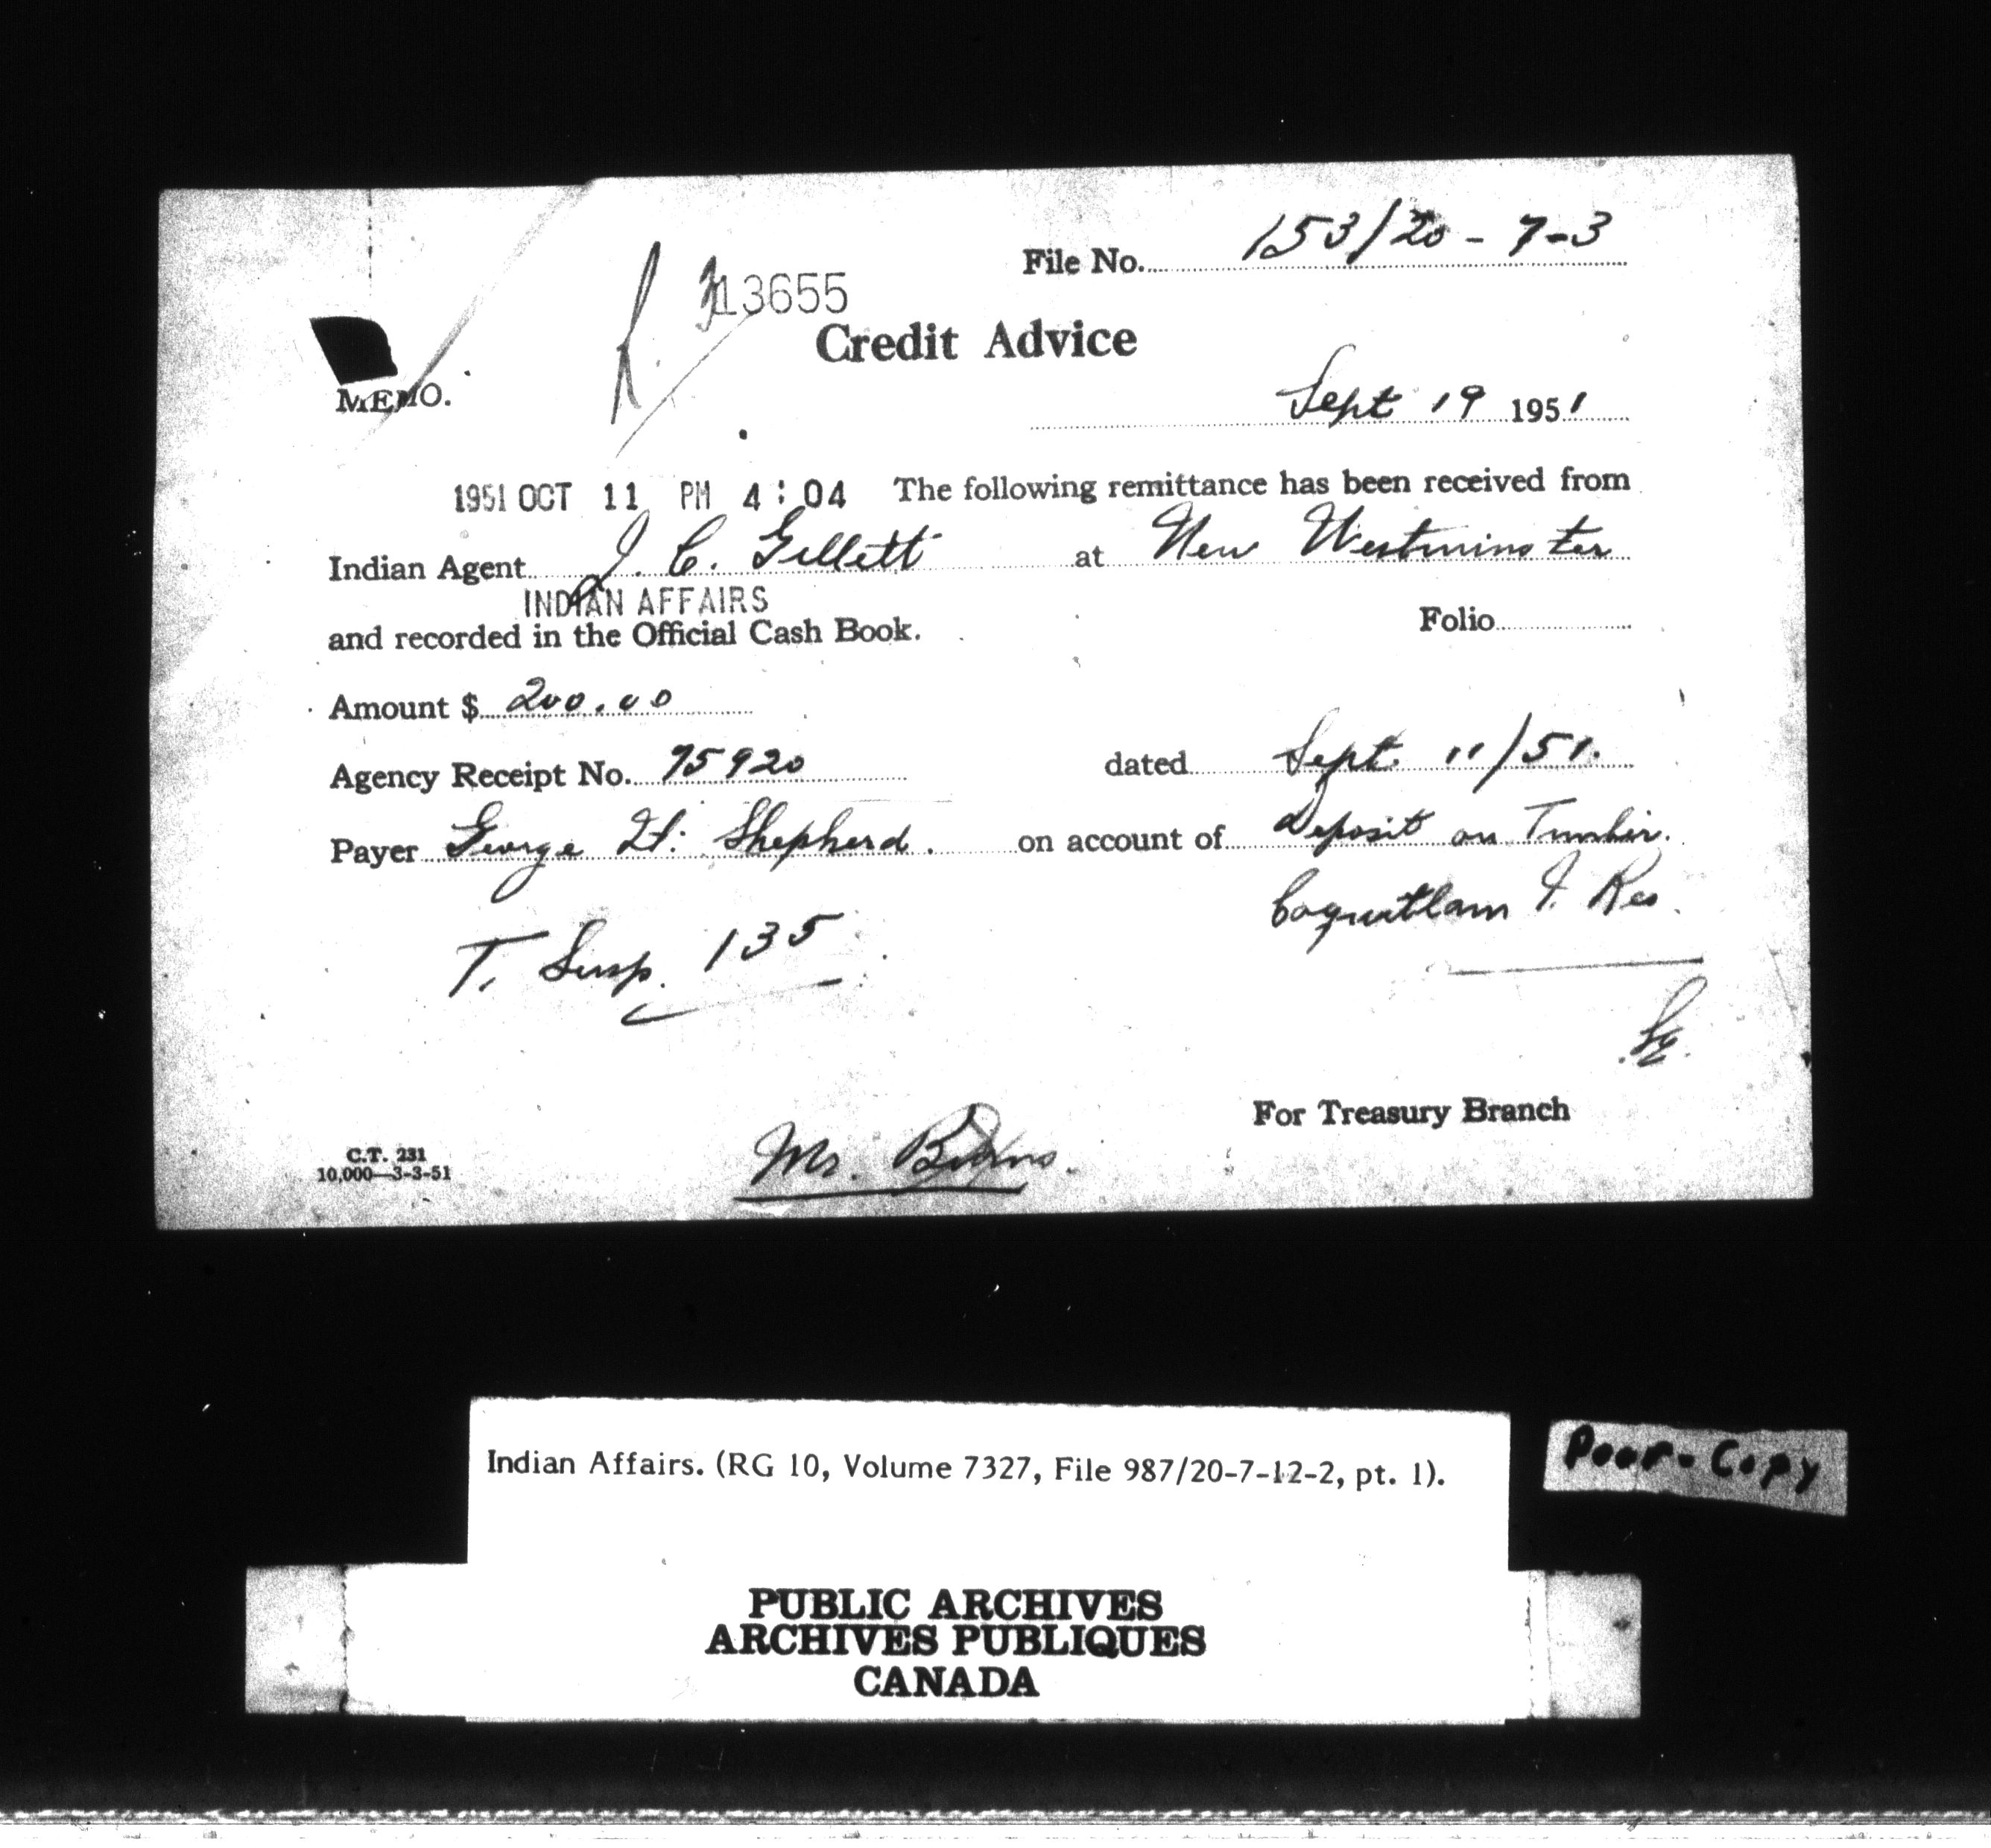 File No. 153/20-7-3
13655
Credit Advice
MEMO.
Sept 19 1951
1951 OCT 11 PM 4:04 The following remittance has been received from
Indian Agent J. C. Gillett at New Westminster
INDIAN AFFAIRS
and recorded in the Official Cash Book. Folio
Amount $ 200.00
Agency Receipt No. 75920 dated Sept. 11/51.
Payer George H. Shepherd. on account of Deposit on Timber.
Coquitlam I. Res.
T. Susp. 135
For Treasury Branch
Mr.
C.T. 231
10,000—3-3-51
Indian Affairs. (RG 10, Volume 7327, File 987/20-7-12-2, pt. 1).
Poor-Copy
PUBLIC ARCHIVES
ARCHIVES PUBLIQUES
CANADA